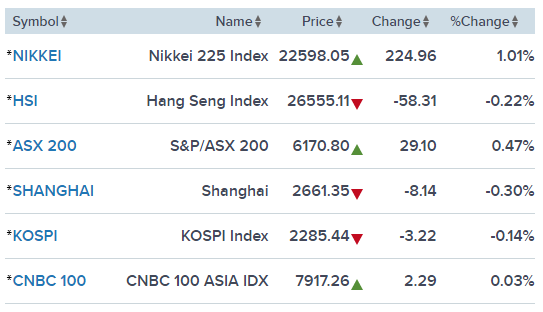 Symbol Name Price Change %Change
*NIKKEI Nikkei 225 Index 22598.05 224.96 1.01%
*HSI Hang Seng Index 26555.11 -58.31 -0.22%
*ASX 200 S&P/ASX 200 6170.80 29.10 0.47%
*SHANGHAI Shanghai 2661.35 -8.14 -0.30%
*KOSPI KOSPI Index 2285.44 -3.22 -0.14%
*CNBC 100 CNBC 100 ASIA IDX 7917.26 2.29 0.03%